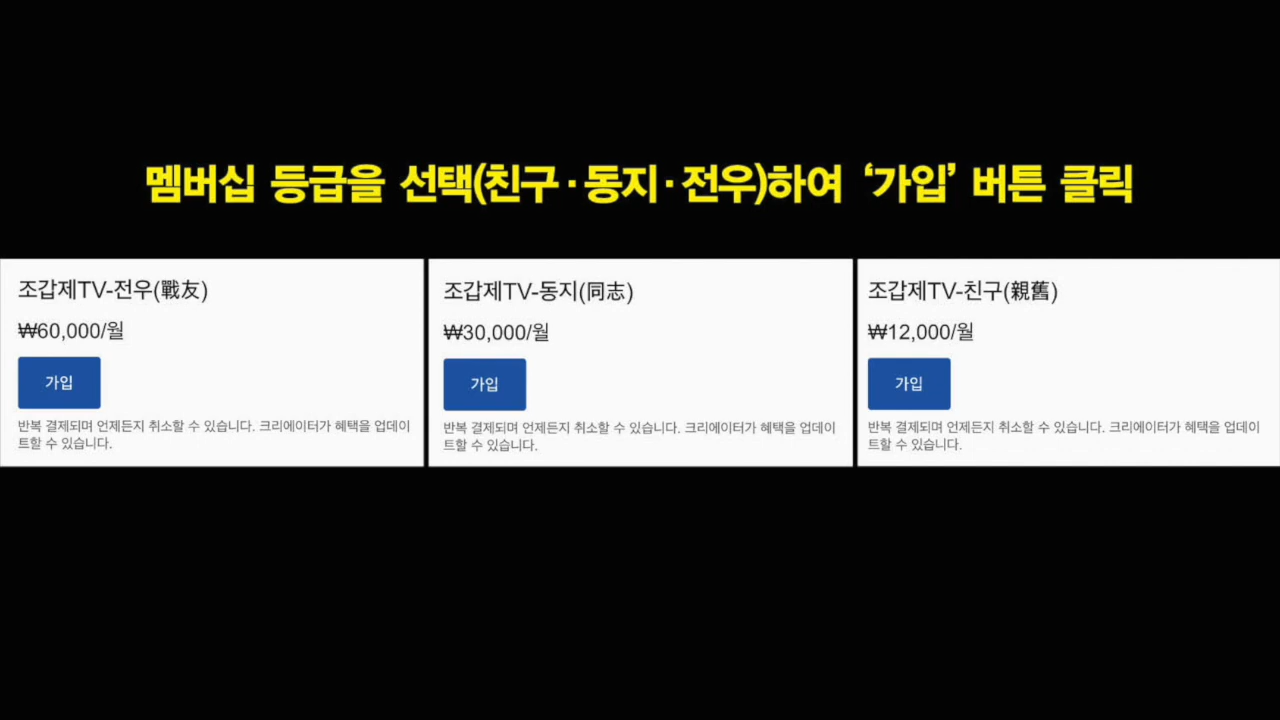 멤버십 등급을 선택(친구·동지·전우)하여 ‘가입’ 버튼 클릭
조갑제TV-전우(戰友)
₩60,000/월
가입
반복 결제되며 언제든지 취소할 수 있습니다. 크리에이터가 혜택을 업데이
트할 수 있습니다.
조갑제TV-동지(同志)
₩30,000/월
가입
반복 결제되며 언제든지 취소할 수 있습니다. 크리에이터가 혜택을 업데이
트할 수 있습니다.
조갑제TV-친구(親舊)
₩12,000/월
가입
반복 결제되며 언제든지 취소할 수 있습니다. 크리에이터가 혜택을 업데이
트할 수 있습니다.